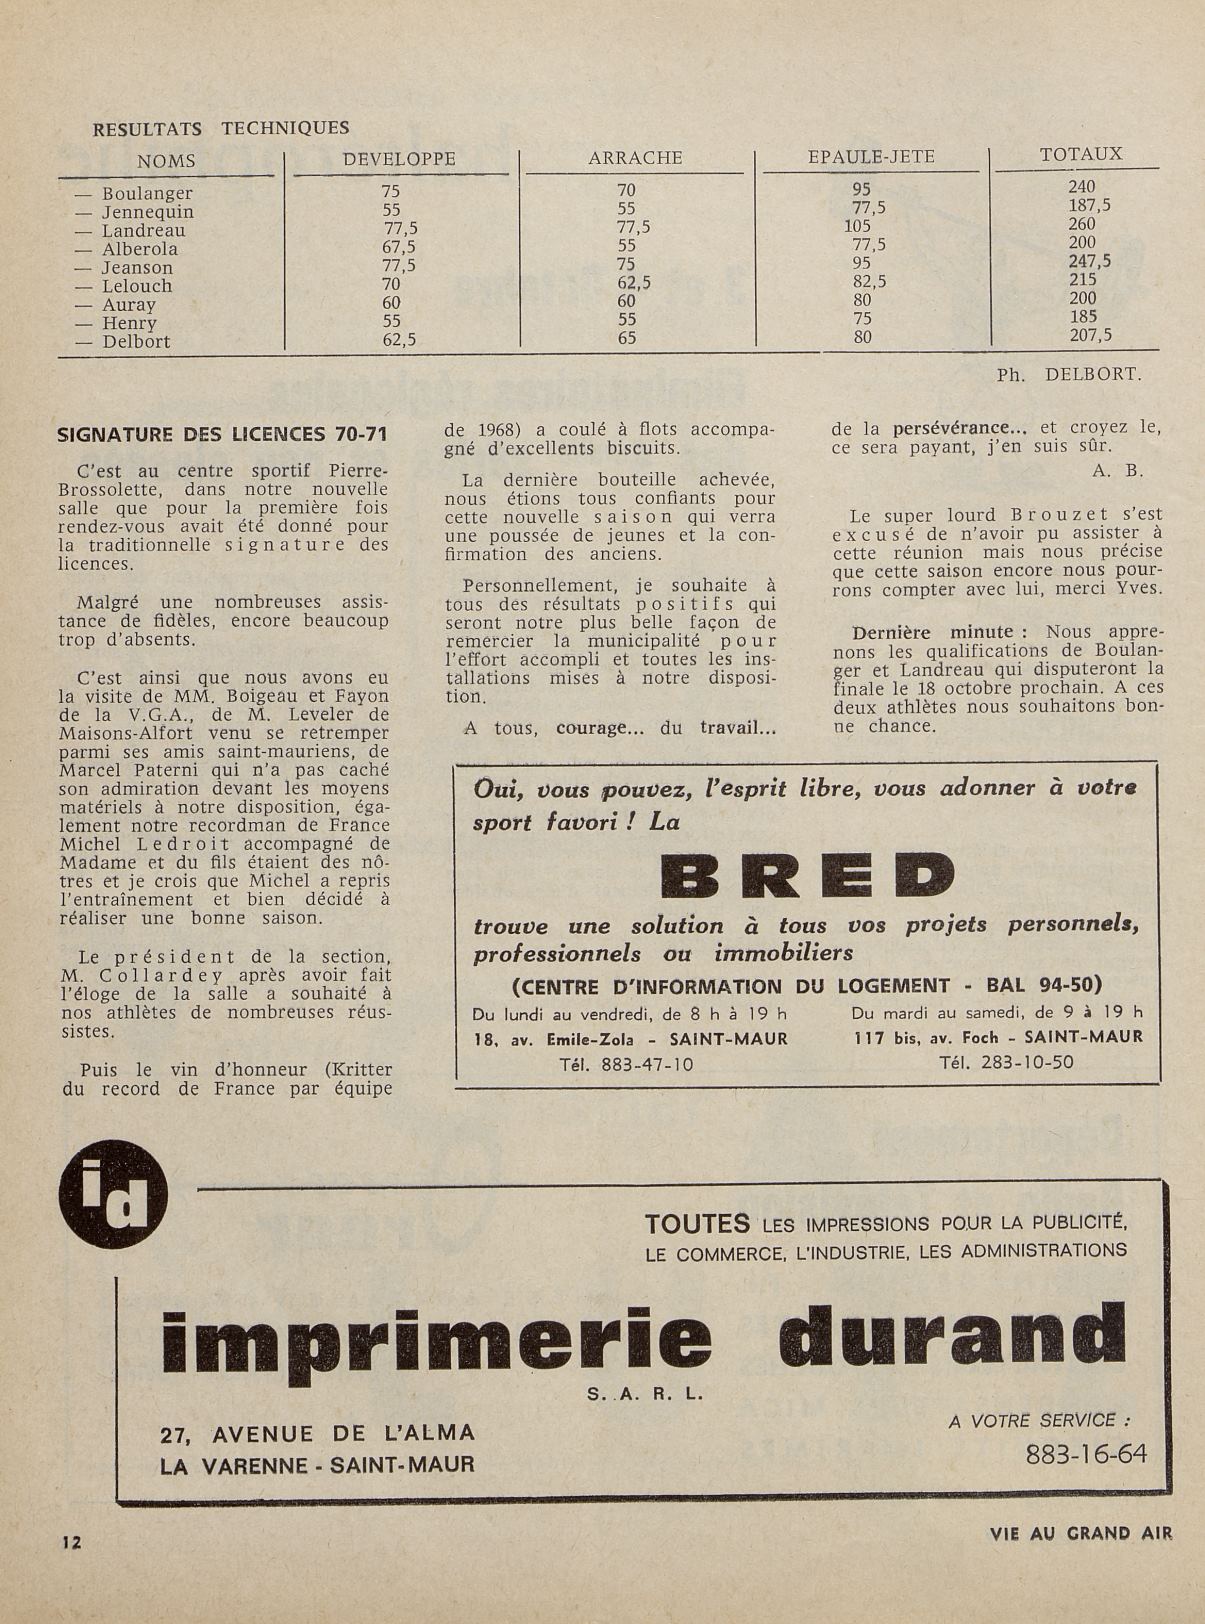 RESULTATS TECHNIQUES
NOMS DEVELOPPE ARRACHE EPAULE-JETE TOTAUX
— Boulanger 75 70 95 240
— Jennequin 55 55 77,5 187,5
— Landreau 77,5 77,5 105 260
— Alberola 67,5 55 77,5 200
— Jeanson 77,5 75 95 247,5
— Lelouch 70 62,5 82,5 215
— Auray 60 60 80 200
— Henry 55 55 75 185
— Delbort 62,5 65 80 207,5
Ph. DELBORT.
SIGNATURE DES LICENCES 70-71
C'est au centre sportif Pierre-
Brossolette, dans notre nouvelle
salle que pour la première fois
rendez-vous avait été donné pour
la traditionnelle signature des
licences.
Malgré une nombreuses assis-
tance de fidèles, encore beaucoup
trop d'absents.
C'est ainsi que nous avons eu
la visite de MM. Boigeau et Fayon
de la V.G.A., de M. Leveler de
Maisons-Alfort venu se retremper
parmi ses amis saint-mauriens, de
Marcel Paterni qui n'a pas caché
son admiration devant les moyens
matériels à notre disposition, éga-
lement notre recordman de France
Michel Ledroit accompagné de
Madame et du fils étaient des nô-
tres et je crois que Michel a repris
l'entraînement et bien décidé à
réaliser une bonne saison.
Le président de la section,
M. Collardey après avoir fait
l'éloge de la salle a souhaité à
nos athlètes de nombreuses réus-
sistes.
Puis le vin d'honneur (Kritter
du record de France par équipe
de 1968) a coulé à flots accompa-
gné d'excellents biscuits.
La dernière bouteille achevée,
nous étions tous confiants pour
cette nouvelle saison qui verra
une poussée de jeunes et la con-
firmation des anciens.
Personnellement, je souhaite à
tous des résultats positifs qui
seront notre plus belle façon de
remercier la municipalité pour
l'effort accompli et toutes les ins-
tallations mises à notre disposi-
tion.
A tous, courage... du travail...
de la persévérance... et croyez le,
ce sera payant, j'en suis sûr.
A. B.
Le super lourd Brouzet s'est
excusé de n'avoir pu assister à
cette réunion mais nous précise
que cette saison encore nous pour-
rons compter avec lui, merci Yves.
Dernière minute : Nous appre-
nons les qualifications de Boulan-
ger et Landreau qui disputeront la
finale le 18 octobre prochain. A ces
deux athlètes nous souhaitons bon-
ne chance.
Oui, vous pouvez, l'esprit libre, vous adonner à votre
sport favori ! La
BRED
trouve une solution à tous vos projets personnels,
professionnels ou immobiliers
(CENTRE D'INFORMATION DU LOGEMENT - BAL 94-50)
Du lundi au vendredi, de 8 h à 19 h
18, av. Emile-Zola - SAINT-MAUR
Tél. 883-47-10
Du mardi au samedi, de 9 à 19 h
117 bis, av. Foch - SAINT-MAUR
Tél. 283-10-50
id
TOUTES LES IMPRESSIONS POUR LA PUBLICITÉ,
LE COMMERCE, L'INDUSTRIE, LES ADMINISTRATIONS
imprimerie durand
S. A. R. L.
27, AVENUE DE L'ALMA
LA VARENNE - SAINT-MAUR
A VOTRE SERVICE :
883-16-64
12
VIE AU GRAND AIR